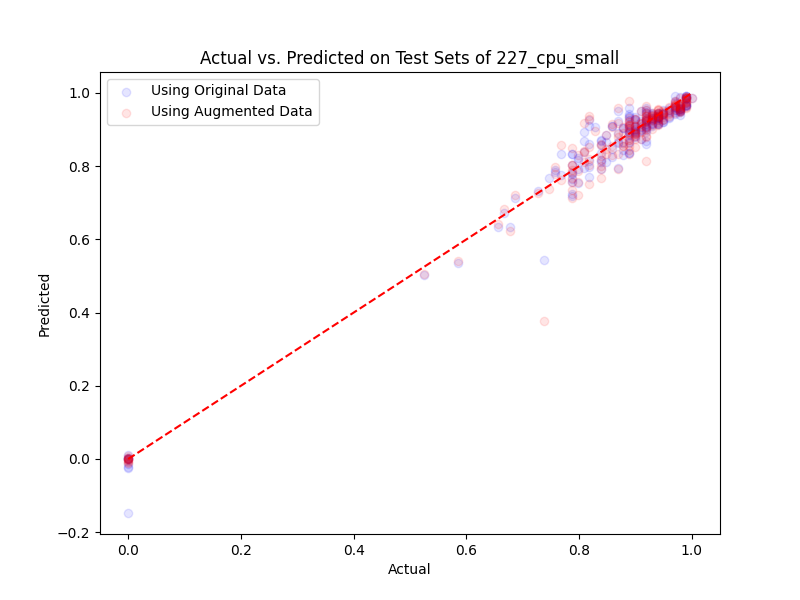 Actual vs. Predicted on Test Sets of 227_cpu_small
Using Original Data
Using Augmented Data
1.0
0.8
0.6
0.4
0.2
0.0
−0.2
Predicted
0.0 0.2 0.4 0.6 0.8 1.0
Actual